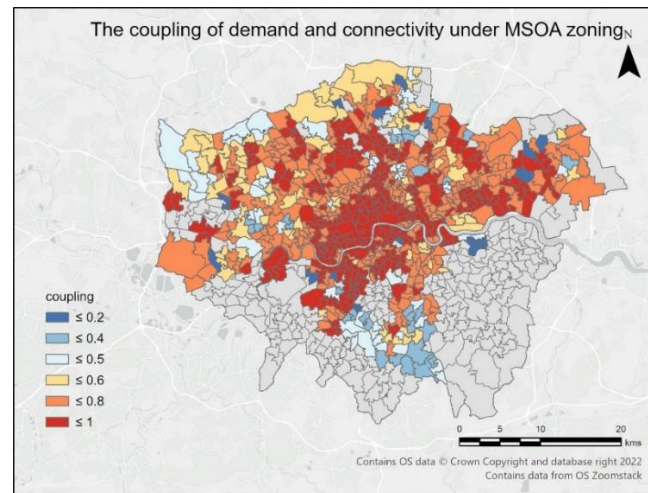 The coupling of demand and connectivity under MSOA zoning
N
coupling
≤ 0.2
≤ 0.4
≤ 0.5
≤ 0.6
≤ 0.8
≤ 1
0 5 10 20
kms
Contains OS data © Crown Copyright and database right 2022
Contains data from OS Zoomstack